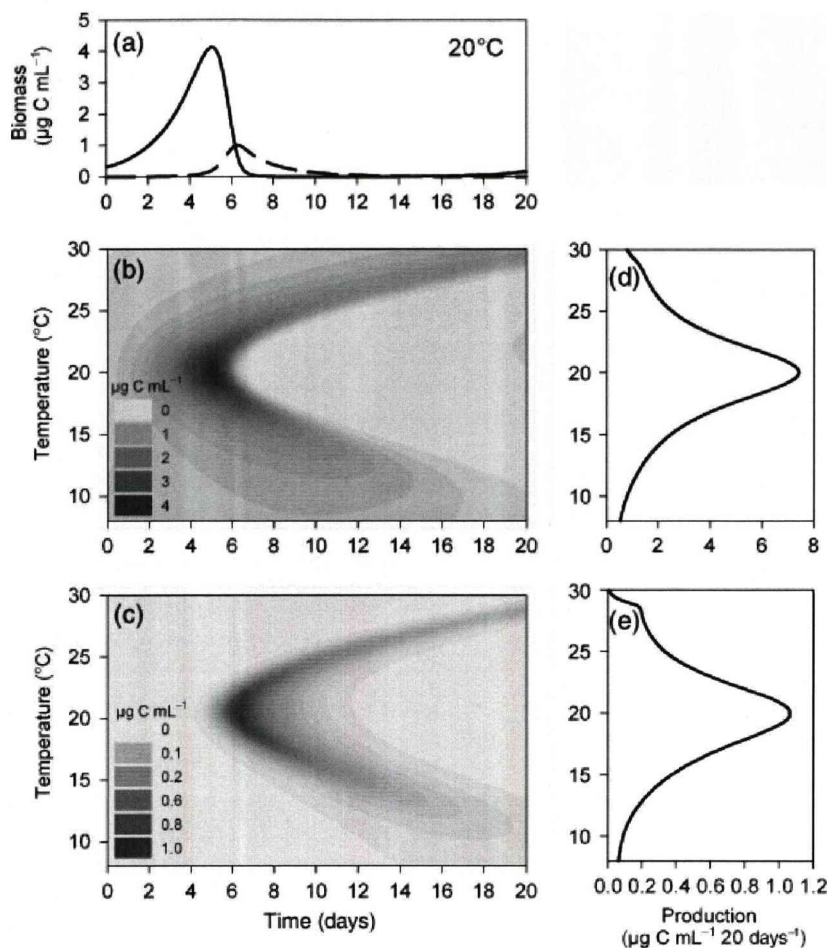 (a)
20°C
Biomass
(µg C mL⁻¹)
5
4
3
2
1
0
0 2 4 6 8 10 12 14 16 18 20
(b)
Temperature (°C)
30
25
20
15
10
µg C mL⁻¹
0
1
2
3
4
0 2 4 6 8 10 12 14 16 18 20
(d)
30
25
20
15
10
0 2 4 6 8
(c)
Temperature (°C)
30
25
20
15
10
µg C mL⁻¹
0
0.1
0.2
0.6
0.8
1.0
0 2 4 6 8 10 12 14 16 18 20
Time (days)
(e)
30
25
20
15
10
0.0 0.2 0.4 0.6 0.8 1.0 1.2
Production
(µg C mL⁻¹ 20 days⁻¹)